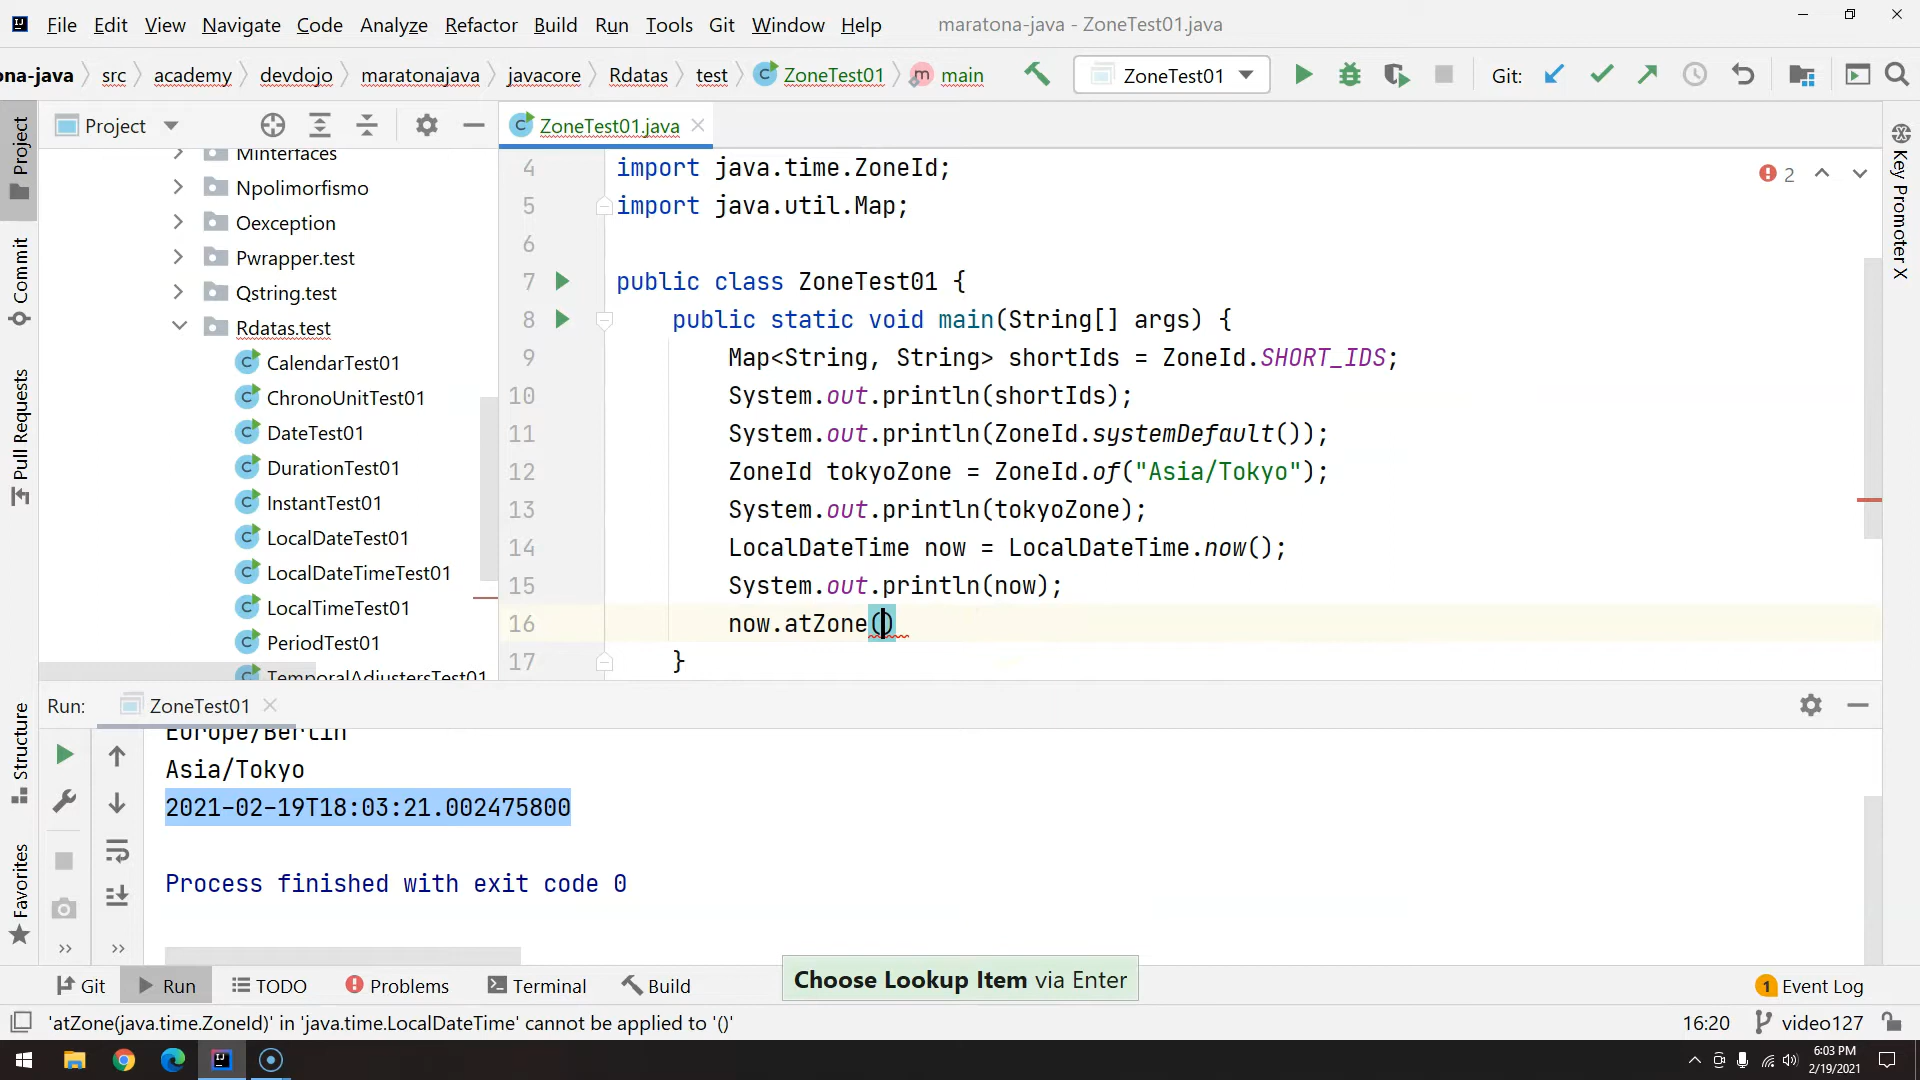 File Edit View Navigate Code Analyze Refactor Build Run Tools Git Window Help maratona-java - ZoneTest01.java
ona-java src academy devdojo maratonajava javacore Rdatas test ZoneTest01 main ZoneTest01 Git:
Project
Commit
Pull Requests
Structure
Favorites
Project
Minterfaces
Npolimorfismo
Oexception
Pwrapper.test
Qstring.test
Rdatas.test
CalendarTest01
ChronoUnitTest01
DateTest01
DurationTest01
InstantTest01
LocalDateTest01
LocalDateTimeTest01
LocalTimeTest01
PeriodTest01
TemporalAdjustersTest01
ZoneTest01.java
2
4 import java.time.ZoneId;
5 import java.util.Map;
6
7 public class ZoneTest01 {
8 public static void main(String[] args) {
9 Map<String, String> shortIds = ZoneId.SHORT_IDS;
10 System.out.println(shortIds);
11 System.out.println(ZoneId.systemDefault());
12 ZoneId tokyoZone = ZoneId.of("Asia/Tokyo");
13 System.out.println(tokyoZone);
14 LocalDateTime now = LocalDateTime.now();
15 System.out.println(now);
16 now.atZone()
17 }
Key Promoter X
Run: ZoneTest01
Europe/Berlin
Asia/Tokyo
2021-02-19T18:03:21.002475800
Process finished with exit code 0
Choose Lookup Item via Enter
Git Run TODO Problems Terminal Build 1 Event Log
'atZone(java.time.ZoneId)' in 'java.time.LocalDateTime' cannot be applied to '()' 16:20 video127
6:03 PM
2/19/2021